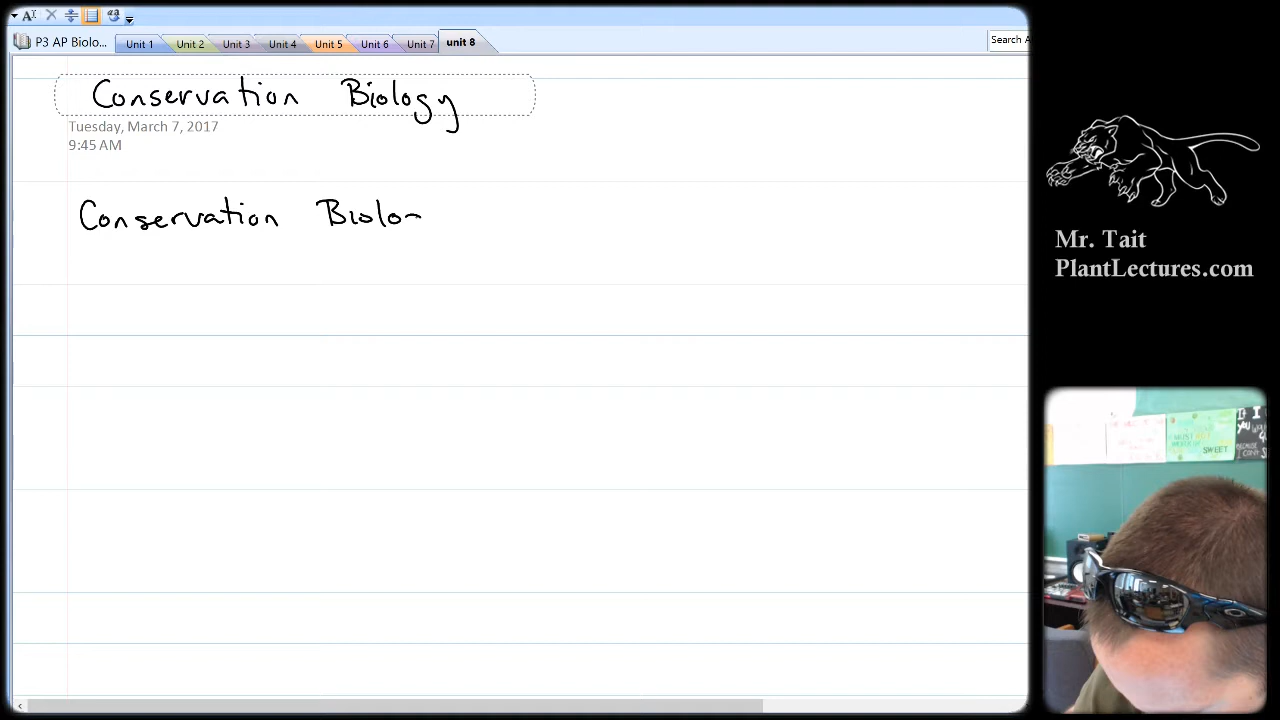 P3 AP Biolo...
Unit 1
Unit 2
Unit 3
Unit 4
Unit 5
Unit 6
Unit 7
unit 8
Search A
Conservation Biology
Tuesday, March 7, 2017
9:45 AM
Conservation Biolo
Mr. Tait
PlantLectures.com
SWEET